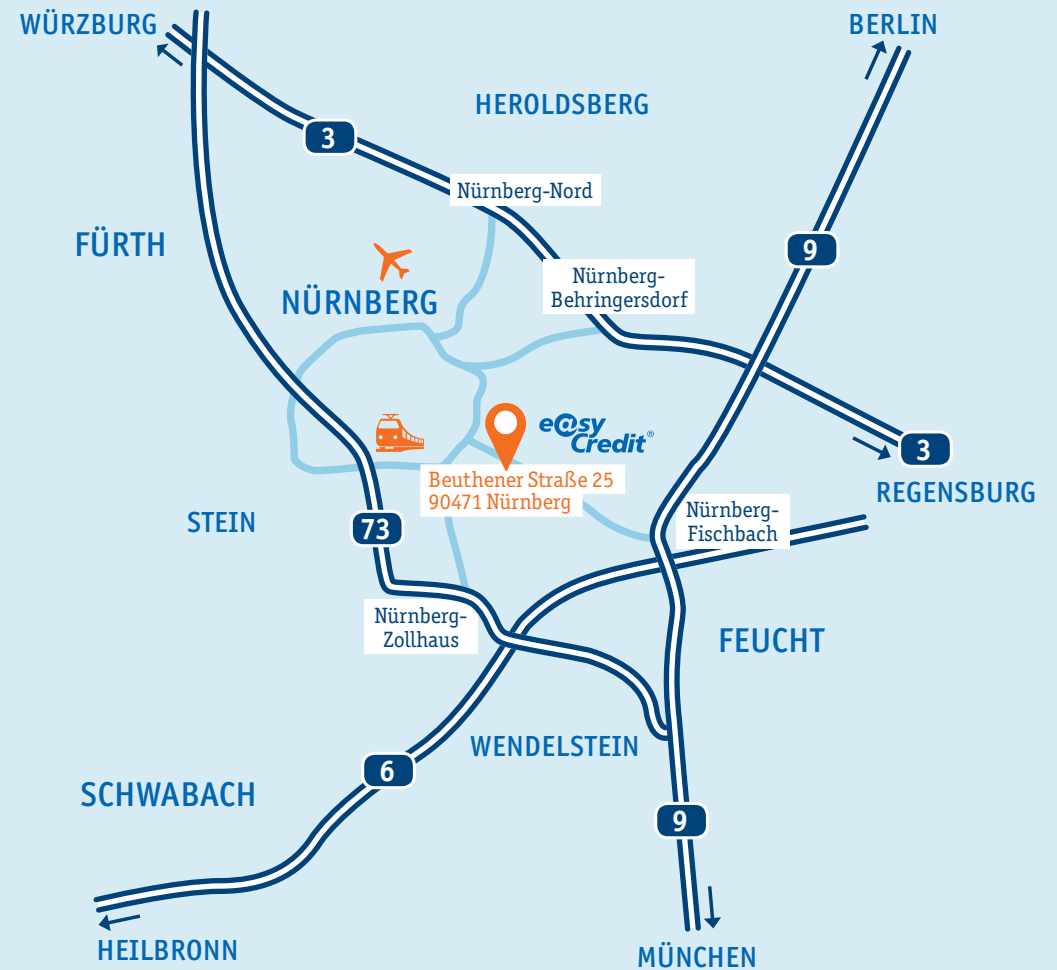 WÜRZBURG
BERLIN
HEROLDSBERG
3
Nürnberg-Nord
FÜRTH
9
Nürnberg-
Behringersdorf
NÜRNBERG
e@sy
Credit®
3
Beuthener Straße 25
90471 Nürnberg
REGENSBURG
STEIN
73
Nürnberg-
Fischbach
Nürnberg-
Zollhaus
FEUCHT
WENDELSTEIN
6
SCHWABACH
9
HEILBRONN
MÜNCHEN